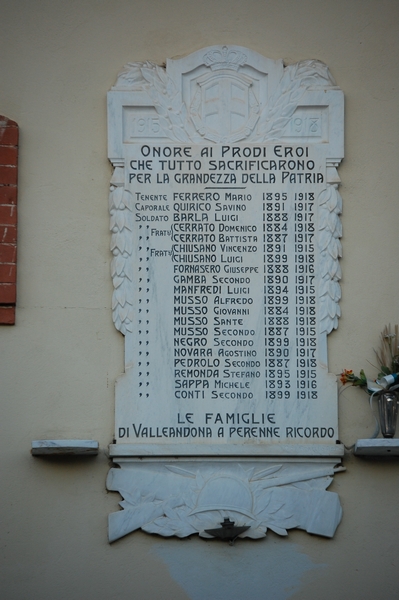 1915 1918
ONORE AI PRODI EROI
CHE TUTTO SACRIFICARONO
PER LA GRANDEZZA DELLA PATRIA
TENENTE FERRERO MARIO 1895 1918
CAPORALE QUIRICO SAVINO 1891 1917
SOLDATO BARLA LUIGI 1888 1917
,, FRATLI CERRATO DOMENICO 1884 1918
,, CERRATO BATTISTA 1887 1917
,, FRATLI CHIUSANO VINCENZO 1891 1915
,, CHIUSANO LUIGI 1899 1918
,, FORNASERO GIUSEPPE 1888 1916
,, GAMBA SECONDO 1890 1917
,, MANFREDI LUIGI 1894 1915
,, MUSSO ALFREDO 1899 1918
,, MUSSO GIOVANNI 1884 1918
,, MUSSO SANTE 1888 1918
,, MUSSO SECONDO 1887 1915
,, NEGRO SECONDO 1899 1918
,, NOVARA AGOSTINO 1890 1917
,, PEDROLO SECONDO 1887 1918
,, REMONDA STEFANO 1895 1915
,, SAPPA MICHELE 1893 1916
,, CONTI SECONDO 1899 1918
LE FAMIGLIE
DI VALLEANDONA A PERENNE RICORDO